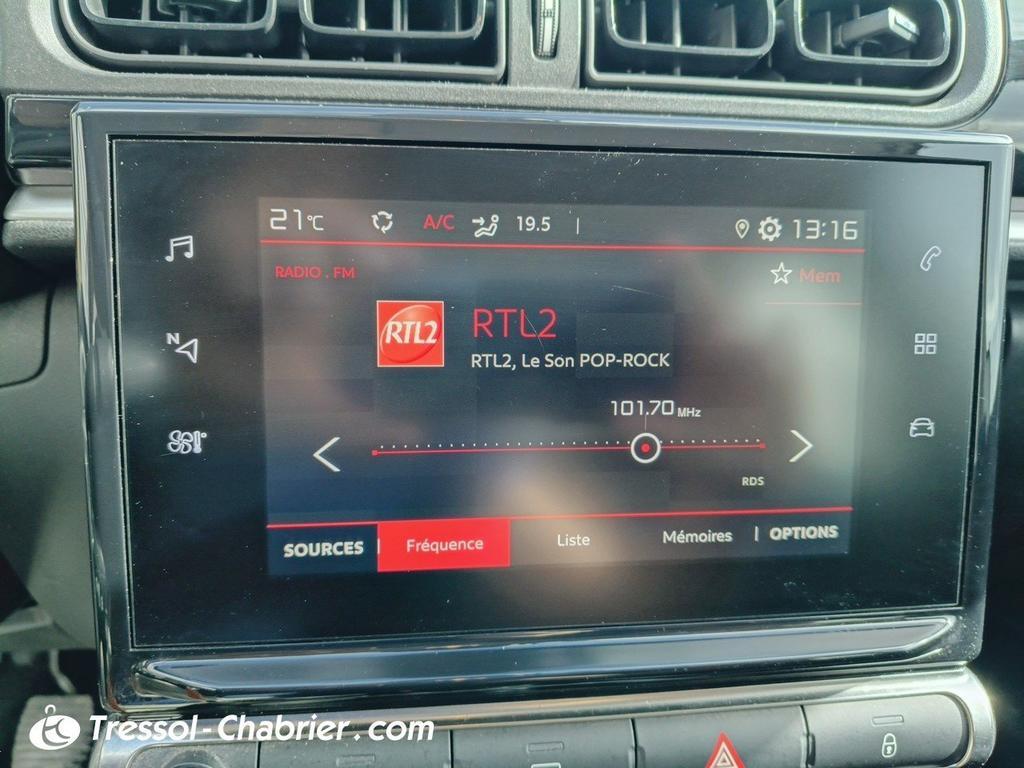 21°C A/C 19.5 | 13:16
RADIO . FM
Mem
RTL2
RTL2
RTL2, Le Son POP-ROCK
101.70 MHz
RDS
SOURCES | Fréquence Liste Mémoires | OPTIONS
N
Tressol-Chabrier.com